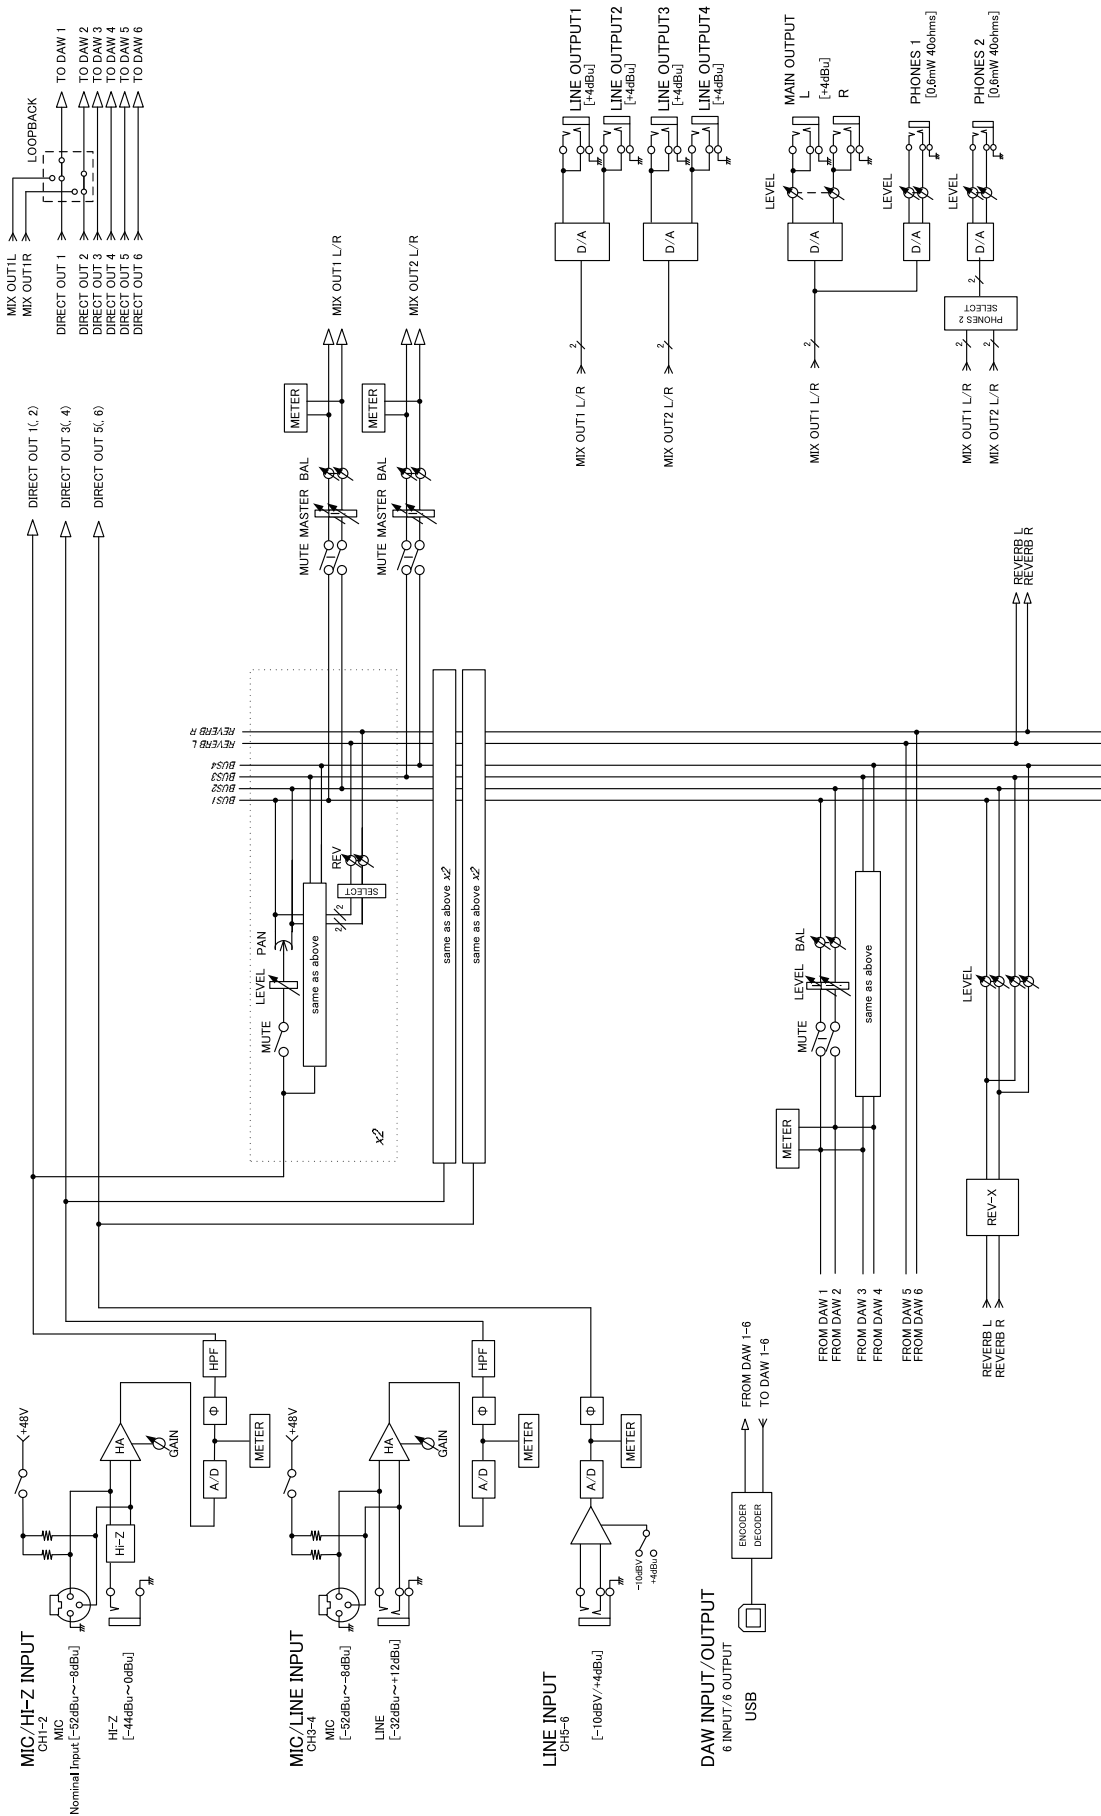 MIC/HI-Z INPUT
CH1-2
MIC
Nominal Input [-52dBu～-8dBu]
HI-Z
[-44dBu～0dBu]
+48V
Hi-Z
HA
GAIN
A/D
METER
Φ
HPF
MIC/LINE INPUT
CH3-4
MIC
[-52dBu～-8dBu]
LINE
[-32dBu～+12dBu]
+48V
HA
GAIN
A/D
METER
Φ
HPF
LINE INPUT
CH5-6
[-10dBV/+4dBu]
-10dBV
+4dBu
A/D
METER
Φ
DAW INPUT/OUTPUT
6 INPUT/6 OUTPUT
USB
ENCODER
DECODER
FROM DAW 1-6
TO DAW 1-6
DIRECT OUT 1(, 2)
DIRECT OUT 3(, 4)
DIRECT OUT 5(, 6)
x2
MUTE
LEVEL
PAN
same as above
SELECT
REV
2
2
same as above x2
same as above x2
BUS1
BUS2
BUS3
BUS4
REVERB L
REVERB R
MUTE MASTER BAL
METER
MIX OUT1 L/R
MUTE MASTER BAL
METER
MIX OUT2 L/R
FROM DAW 1
FROM DAW 2
FROM DAW 3
FROM DAW 4
FROM DAW 5
FROM DAW 6
METER
MUTE
LEVEL
BAL
same as above
REVERB L
REVERB R
REV-X
LEVEL
REVERB L
REVERB R
MIX OUT1L
MIX OUT1R
LOOPBACK
DIRECT OUT 1
TO DAW 1
DIRECT OUT 2
TO DAW 2
DIRECT OUT 3
TO DAW 3
DIRECT OUT 4
TO DAW 4
DIRECT OUT 5
TO DAW 5
DIRECT OUT 6
TO DAW 6
MIX OUT1 L/R
2
D/A
LINE OUTPUT1
[+4dBu]
LINE OUTPUT2
[+4dBu]
MIX OUT2 L/R
2
D/A
LINE OUTPUT3
[+4dBu]
LINE OUTPUT4
[+4dBu]
MIX OUT1 L/R
2
D/A
LEVEL
MAIN OUTPUT
L
[+4dBu]
R
D/A
LEVEL
PHONES 1
[0.6mW 40ohms]
MIX OUT1 L/R
MIX OUT2 L/R
2
2
PHONES 2
SELECT
2
D/A
LEVEL
PHONES 2
[0.6mW 40ohms]